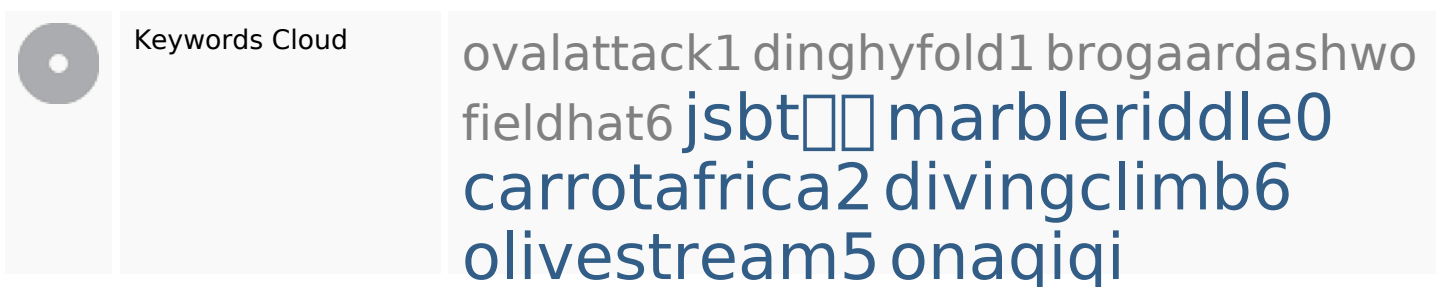 Keywords Cloud
ovalattack1 dinghyfold1 brogaardashwo
fieldhat6 jsbt marbleriddle0
carrotafrica2 divingclimb6
olivestream5 onaqiqi